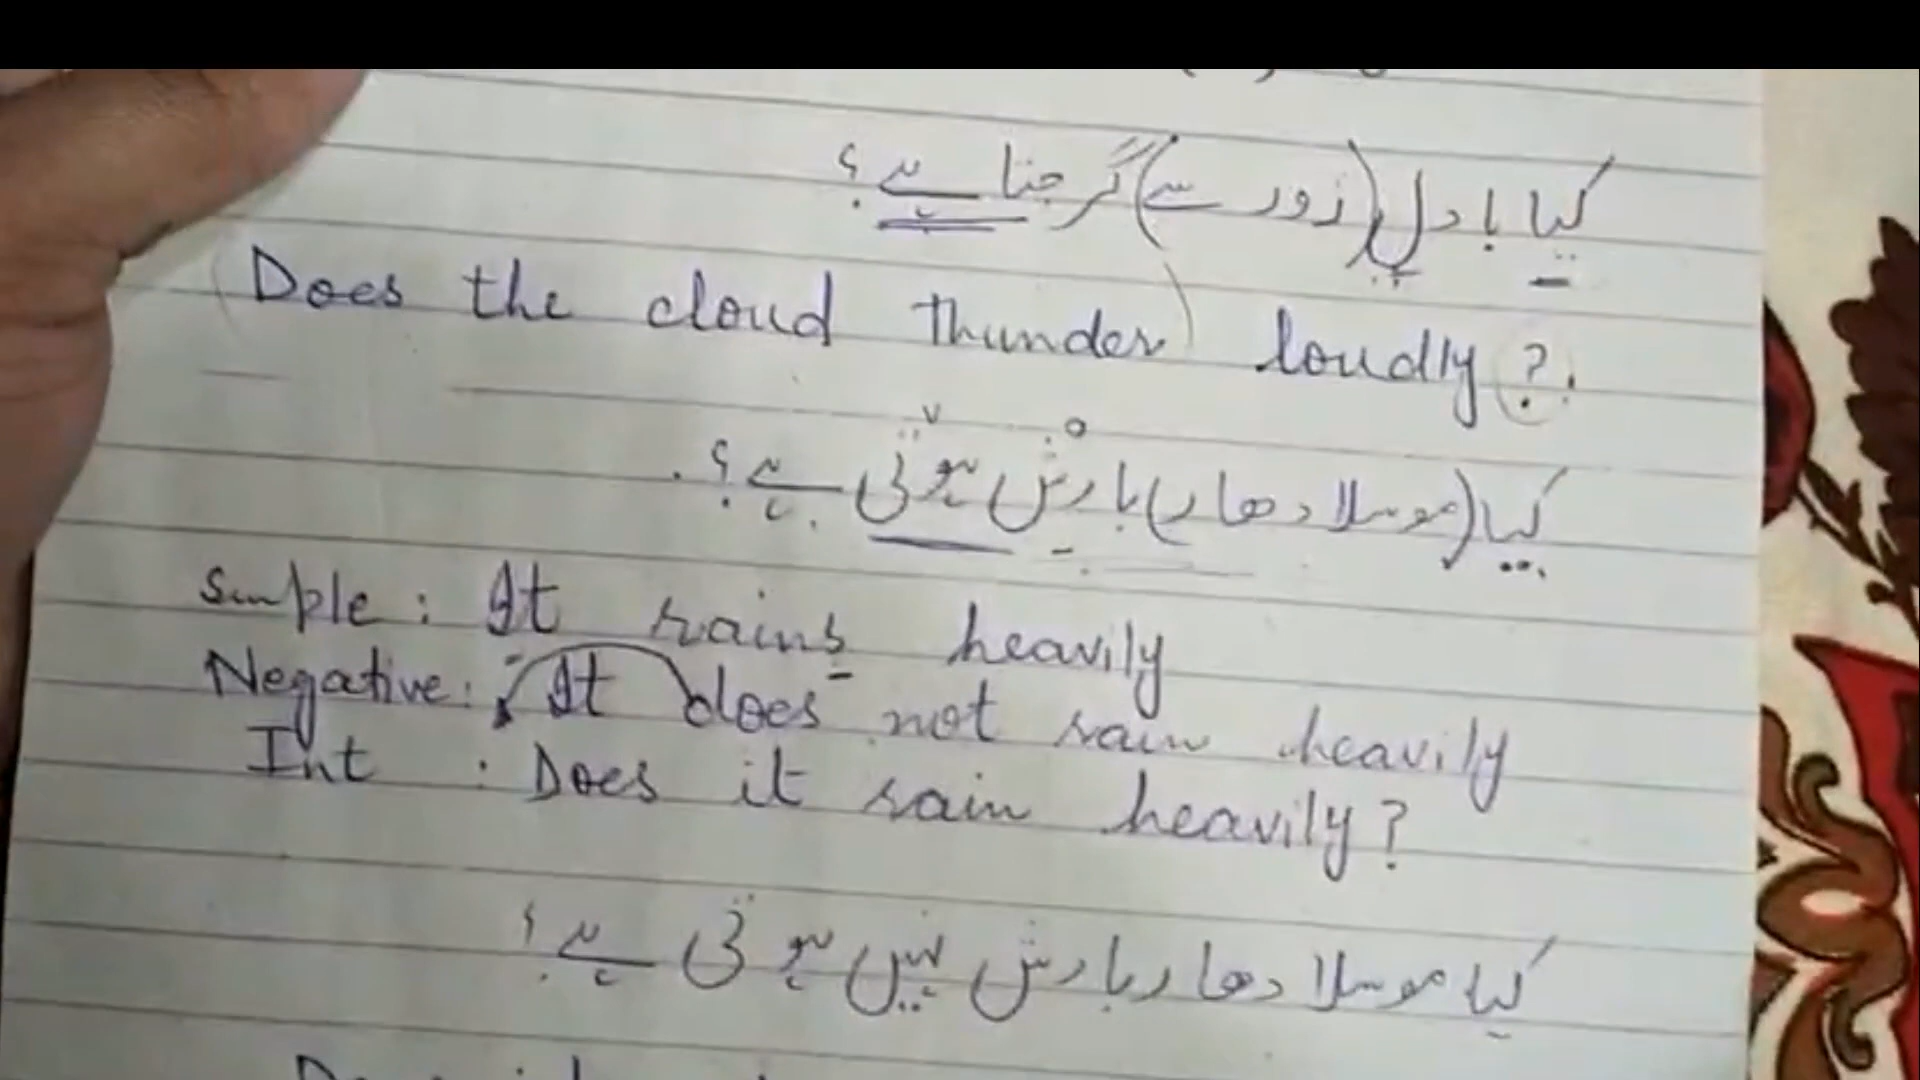 کیا بادل (زور سے) گرجتا ہے؟
Does the cloud thunder) loudly?.
کیا (موسلا دھار) بارش ہوتی ہے؟
Simple : It rains heavily
Negative : It does not rain heavily
Int : Does it rain heavily?
کیا موسلا دھار بارش نہیں ہوتی ہے؟